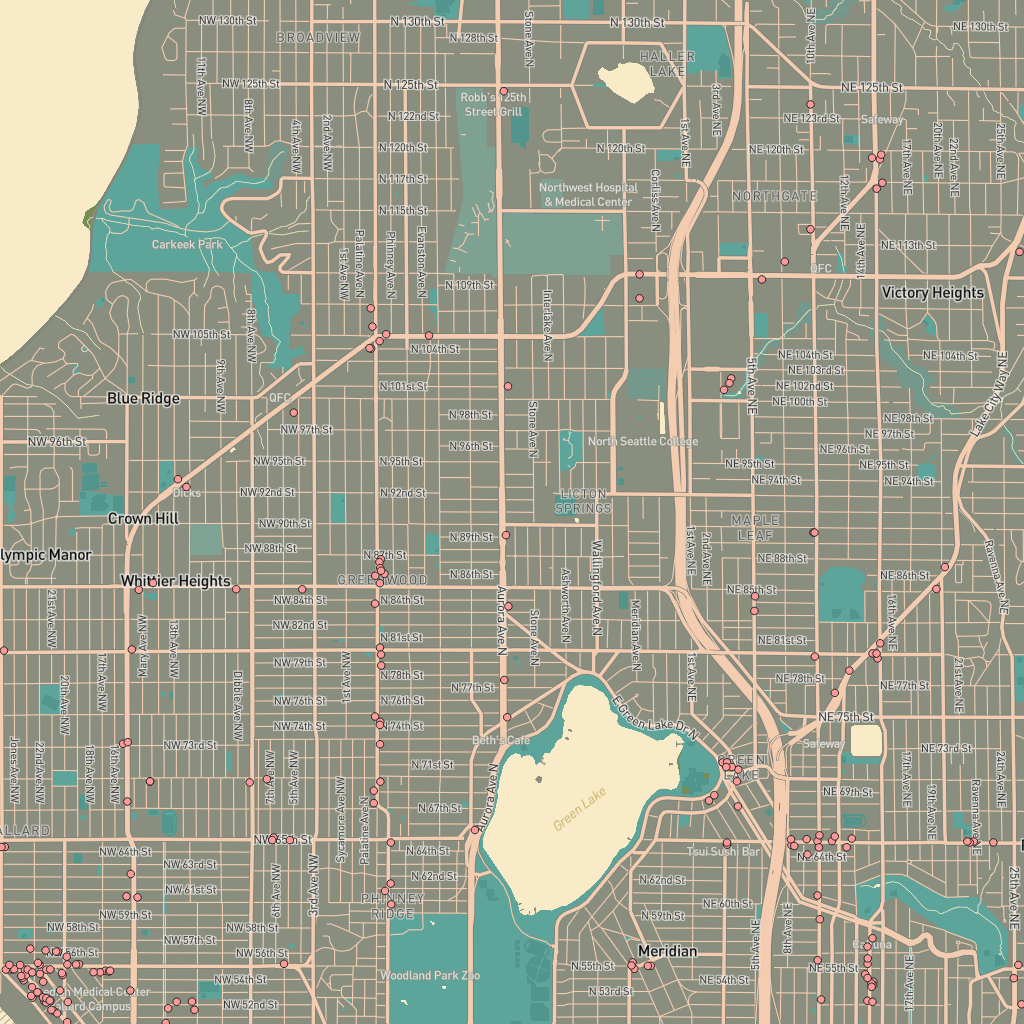 NW 130th St
N 130th St
N 130th St
NE 130th St
BROADVIEW
N 128th St
Stone Ave N
10th Ave NE
HALLER
LAKE
11th Ave NW
8th Ave NW
NW 125th St
N 125th St
NE 125th St
Robb's 125th
Street Grill
3rd Ave NE
4th Ave NW
2nd Ave NW
N 122nd St
NE 123rd St
Safeway
20th Ave NE
22nd Ave NE
25th Ave NE
N 120th St
N 120th St
1st Ave NE
NE 120th St
17th Ave NE
N 117th St
Northwest Hospital
& Medical Center
Corliss Ave N
NORTHGATE
12th Ave NE
N 115th St
Carkeek Park
1st Ave NW
Palatine Ave N
Phinney Ave N
Evanston Ave N
14th Ave NE
NE 113th St
QFC
N 109th St
Victory Heights
Interlake Ave N
8th Ave NW
NW 105th St
N 104th St
NE 104th St
NE 104th St
9th Ave NW
NE 103rd St
5th Ave NE
NE 102nd St
N 101st St
NE 100th St
Lake City Way NE
Blue Ridge
QFC
N 98th St
Stone Ave N
NE 98th St
NW 97th St
NE 97th St
NW 96th St
N 96th St
North Seattle College
NE 96th St
NW 95th St
N 95th St
NE 95th St
NE 95th St
NE 94th St
NE 94th St
Dicks
NW 92nd St
N 92nd St
LICTON
SPRINGS
Crown Hill
NW 90th St
MAPLE
LEAF
N 89th St
1st Ave NE
2nd Ave NE
Wallingford Ave N
Ravenna Ave NE
NW 88th St
N 87th St
NE 88th St
Whittier Heights
GREENWOOD
N 86th St
NE 86th St
Ashworth Ave N
21st Ave NW
NW 84th St
N 84th St
Aurora Ave N
Meridian Ave N
NE 85th St
16th Ave NE
NW 82nd St
Mary Ave NW
13th Ave NW
N 81st St
Stone Ave N
NE 81st St
NW 79th St
1st Ave NW
N 78th St
1st Ave NE
NE 78th St
17th Ave NW
20th Ave NW
Dibble Ave NW
N 77th St
NE 77th St
21st Ave NE
NW 76th St
N 76th St
E Green Lake Dr N
NW 74th St
N 74th St
NE 75th St
Jones Ave NW
22nd Ave NW
18th Ave NW
16th Ave NW
NW 73rd St
Beth's Cafe
Safeway
NE 73rd St
7th Ave NW
5th Ave NW
N 71st St
GREEN
LAKE
17th Ave NE
24th Ave NE
Sycamore Ave NW
Palatine Ave N
Aurora Ave N
NE 69th St
19th Ave NE
Ravenna Ave NE
N 67th St
Green Lake
NW 65th St
NW 64th St
N 64th St
Tsui Sushi Bar
NE 64th St
NW 63rd St
6th Ave NW
3rd Ave NW
N 62nd St
N 62nd St
25th Ave NE
NW 61st St
PHINNEY
RIDGE
NE 60th St
NW 59th St
N 59th St
5th Ave NE
8th Ave NE
NW 58th St
NW 58th St
NW 57th St
Meridian
NW 56th St
N 55th St
NE 55th St
17th Ave NE
NW 54th St
Woodland Park Zoo
NE 54th St
N 53rd St
NW 52nd St